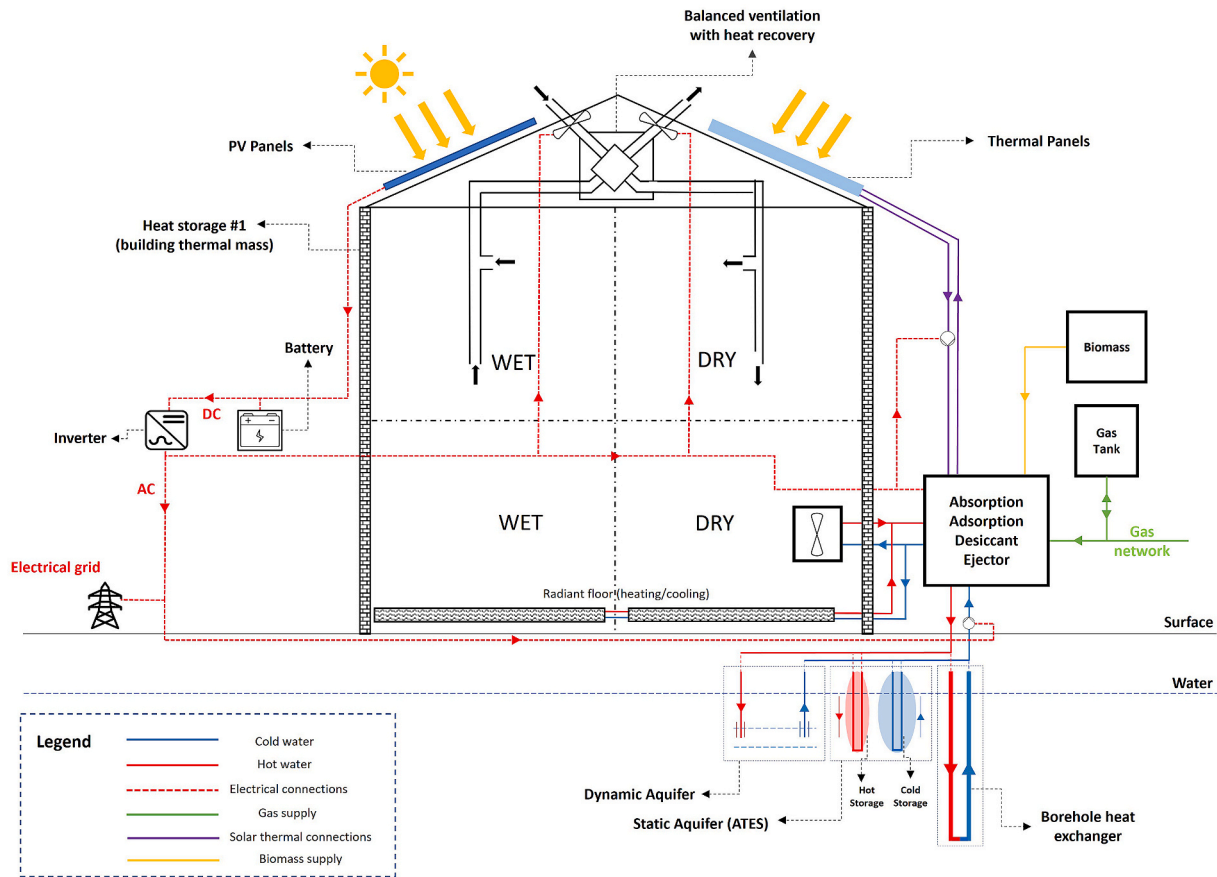 Balanced ventilation
with heat recovery
PV Panels
Thermal Panels
Heat storage #1
(building thermal mass)
Battery
WET
DRY
Biomass
DC
Inverter
Gas
Tank
AC
Absorption
Adsorption
Desiccant
Ejector
WET
DRY
Gas
network
Electrical grid
Radiant floor (heating/cooling)
Surface
Water
Legend
Cold water
Hot water
Electrical connections
Gas supply
Solar thermal connections
Biomass supply
Hot
Storage
Cold
Storage
Dynamic Aquifer
Static Aquifer (ATES)
Borehole heat
exchanger